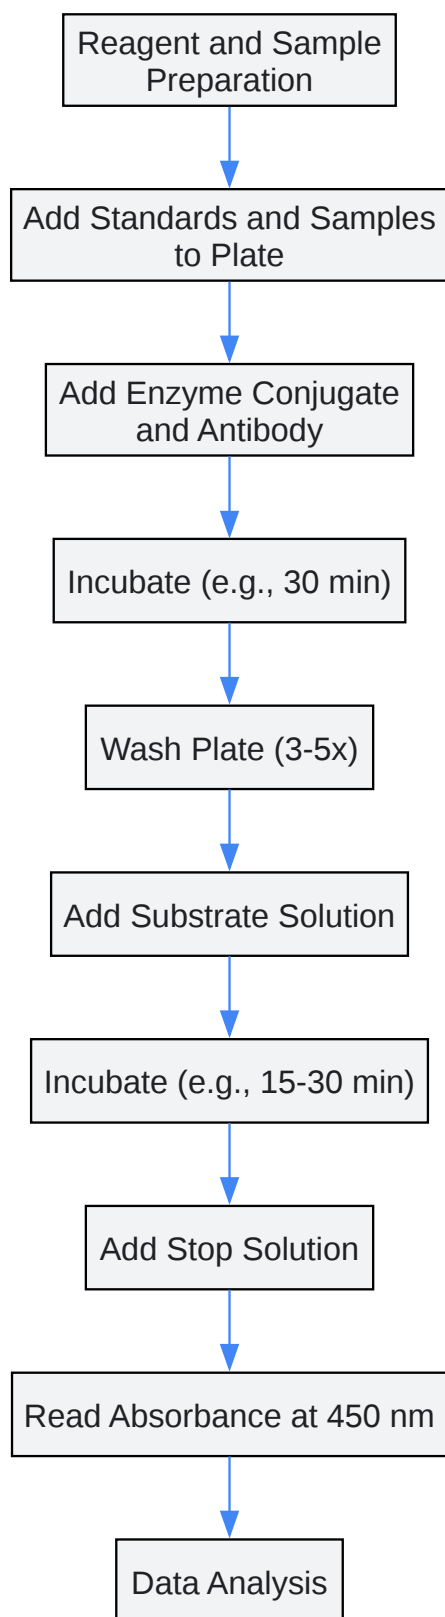 Reagent and Sample
Preparation
Add Standards and Samples
to Plate
Add Enzyme Conjugate
and Antibody
Incubate (e.g., 30 min)
Wash Plate (3-5x)
Add Substrate Solution
Incubate (e.g., 15-30 min)
Add Stop Solution
Read Absorbance at 450 nm
Data Analysis